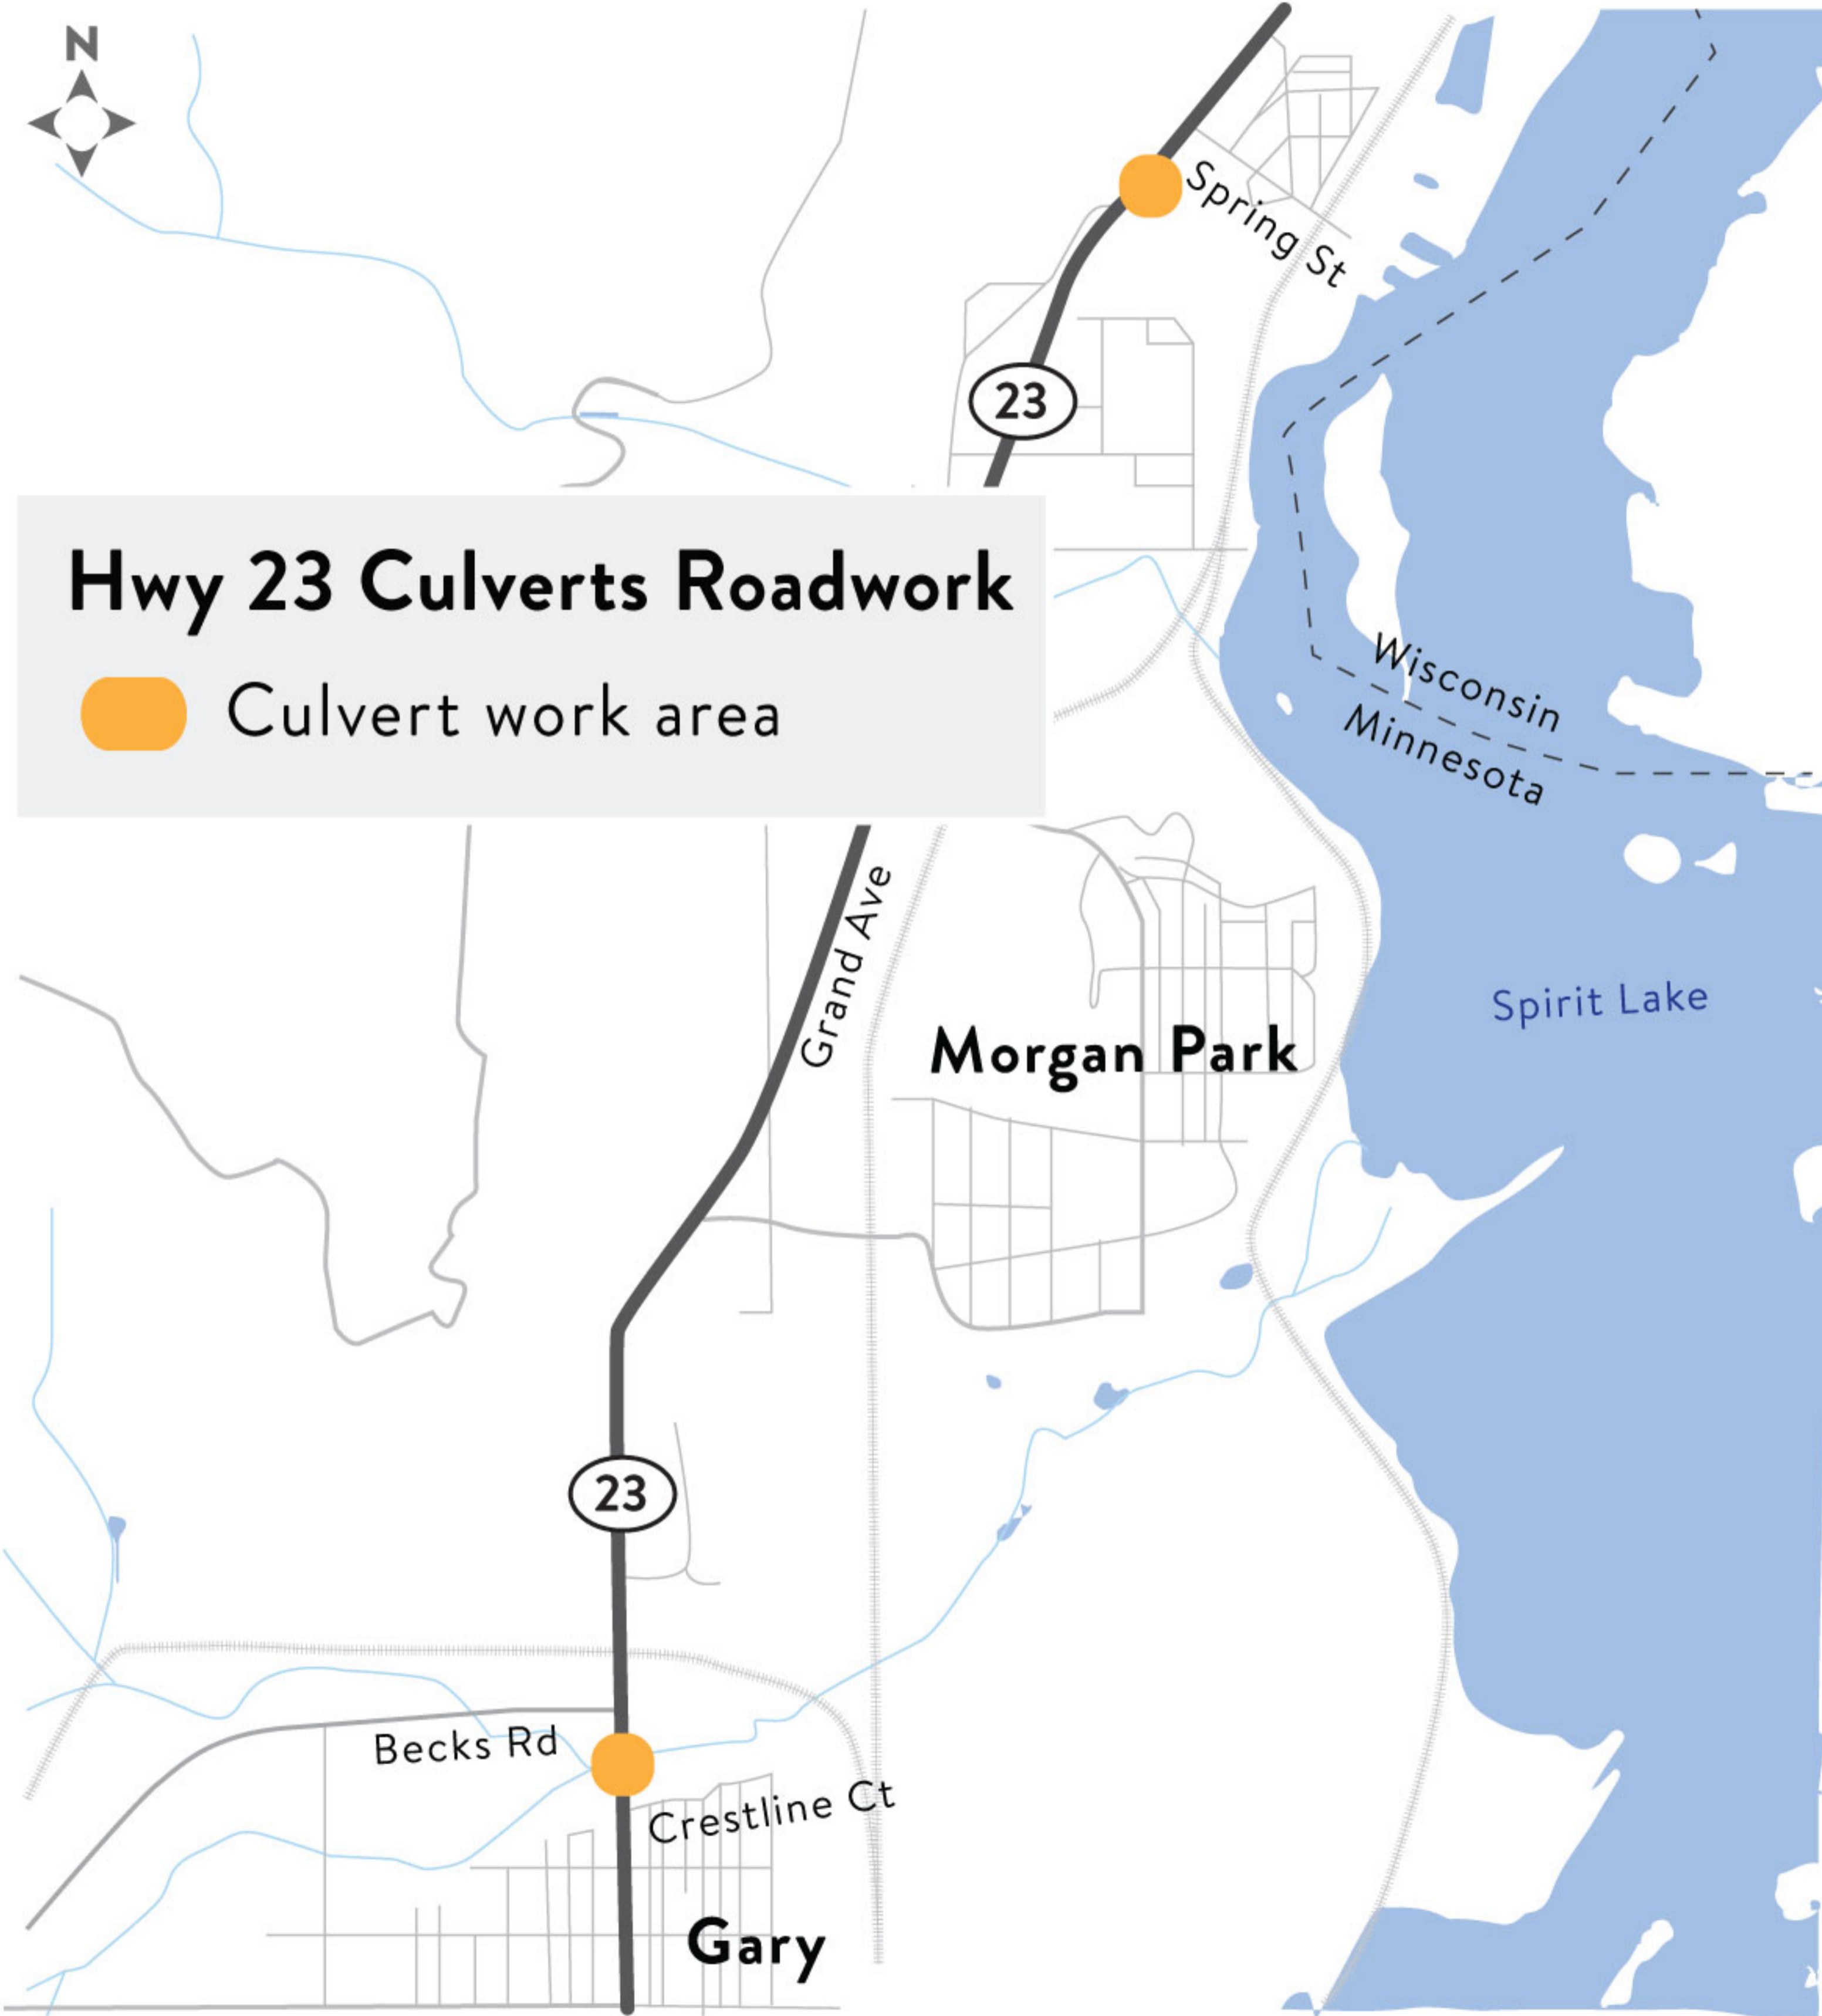 N
Spring St
23
Hwy 23 Culverts Roadwork
Culvert work area
Wisconsin
Minnesota
Grand Ave
Spirit Lake
Morgan Park
23
Becks Rd
Crestline Ct
Gary